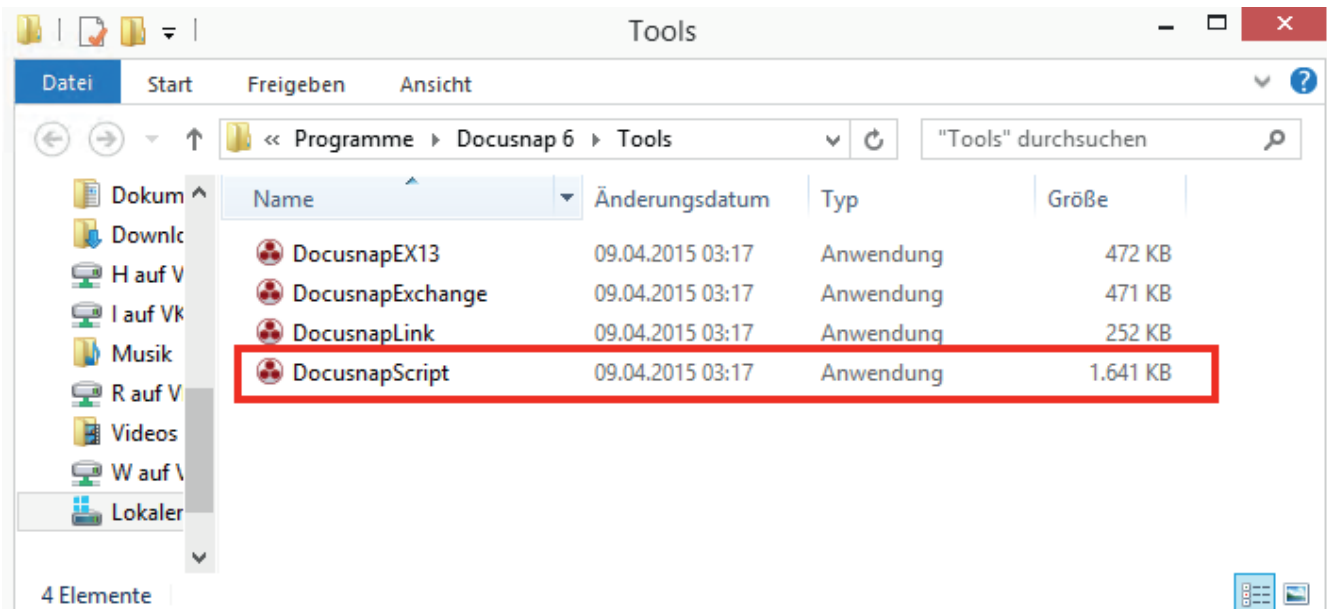 Tools
Datei Start Freigeben Ansicht
« Programme Docusnap 6 Tools "Tools" durchsuchen
Name Änderungsdatum Typ Größe
Dokum
Downlo
H auf V
I auf VK
Musik
R auf V
Videos
W auf V
Lokaler
DocusnapEX13 09.04.2015 03:17 Anwendung 472 KB
DocusnapExchange 09.04.2015 03:17 Anwendung 471 KB
DocusnapLink 09.04.2015 03:17 Anwendung 252 KB
DocusnapScript 09.04.2015 03:17 Anwendung 1.641 KB
4 Elemente